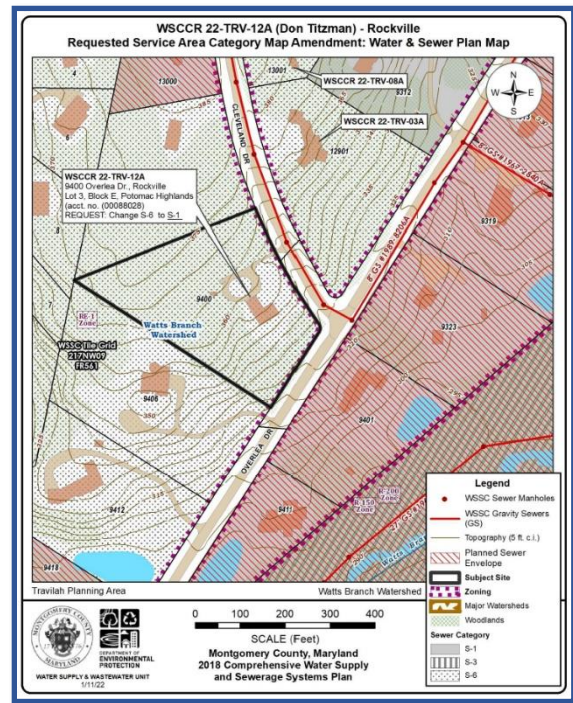 WSCCR 22-TRV-12A (Don Titzman) - Rockville
Requested Service Area Category Map Amendment: Water & Sewer Plan Map
13001
WSCCR 22-TRV-08A
9312
13000
WSCCR 22-TRV-03A
12901
N
W
E
S
CLEVELAND DR
WSCCR 22-TRV-12A
9400 Overlea Dr., Rockville
Lot 3, Block E, Potomac Highlands
(acct. no. (00088028)
REQUEST: Change S-6 to S-1
9319
8" GS #1989-8206A
9400
RE-1
Zone
Watts Branch
Watershed
WSSC Tile Grid
217NW09
FR561
9323
9406
OVERLEA DR
9401
9411
9412
9418
R-200
Zone
R-150
Zone
Legend
WSSC Sewer Manholes
WSSC Gravity Sewers
(GS)
Topography (5 ft. c.i.)
Planned Sewer
Envelope
Subject Site
Zoning
Major Watersheds
Woodlands
Sewer Category
S-1
S-3
S-6
Travilah Planning Area
Watts Branch Watershed
MONTGOMERY COUNTY
MARYLAND
DEPARTMENT OF
ENVIRONMENTAL
PROTECTION
WATER SUPPLY & WASTEWATER UNIT
1/11/22
0 100 200 300 400
SCALE (Feet)
Montgomery County, Maryland
2018 Comprehensive Water Supply
and Sewerage Systems Plan